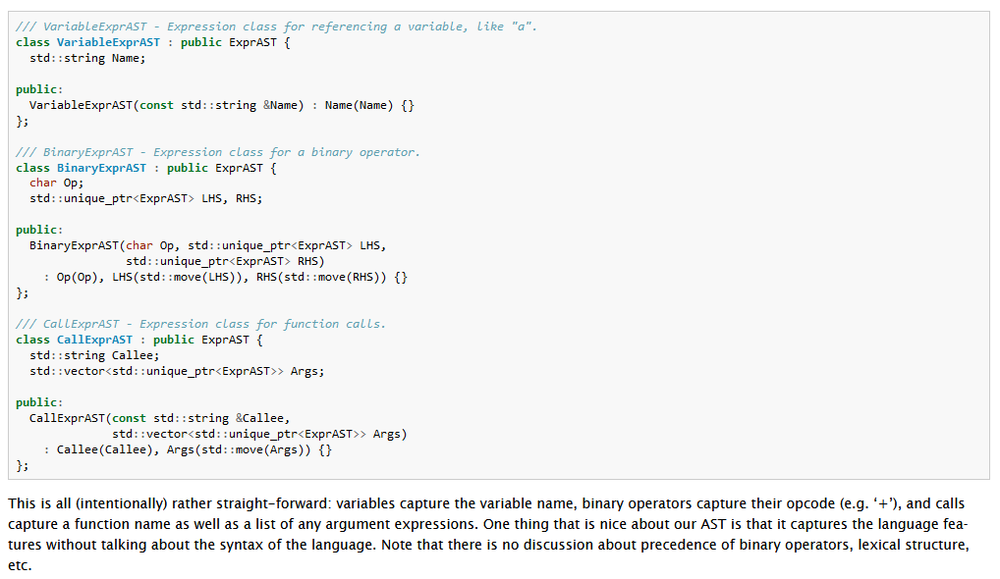 /// VariableExprAST - Expression class for referencing a variable, like "a".
class VariableExprAST : public ExprAST {
  std::string Name;

public:
  VariableExprAST(const std::string &Name) : Name(Name) {}
};

/// BinaryExprAST - Expression class for a binary operator.
class BinaryExprAST : public ExprAST {
  char Op;
  std::unique_ptr<ExprAST> LHS, RHS;

public:
  BinaryExprAST(char Op, std::unique_ptr<ExprAST> LHS,
                std::unique_ptr<ExprAST> RHS)
    : Op(Op), LHS(std::move(LHS)), RHS(std::move(RHS)) {}
};

/// CallExprAST - Expression class for function calls.
class CallExprAST : public ExprAST {
  std::string Callee;
  std::vector<std::unique_ptr<ExprAST>> Args;

public:
  CallExprAST(const std::string &Callee,
              std::vector<std::unique_ptr<ExprAST>> Args)
    : Callee(Callee), Args(std::move(Args)) {}
};

This is all (intentionally) rather straight-forward: variables capture the variable name, binary operators capture their opcode (e.g. ‘+’), and calls
capture a function name as well as a list of any argument expressions. One thing that is nice about our AST is that it captures the language fea-
tures without talking about the syntax of the language. Note that there is no discussion about precedence of binary operators, lexical structure,
etc.